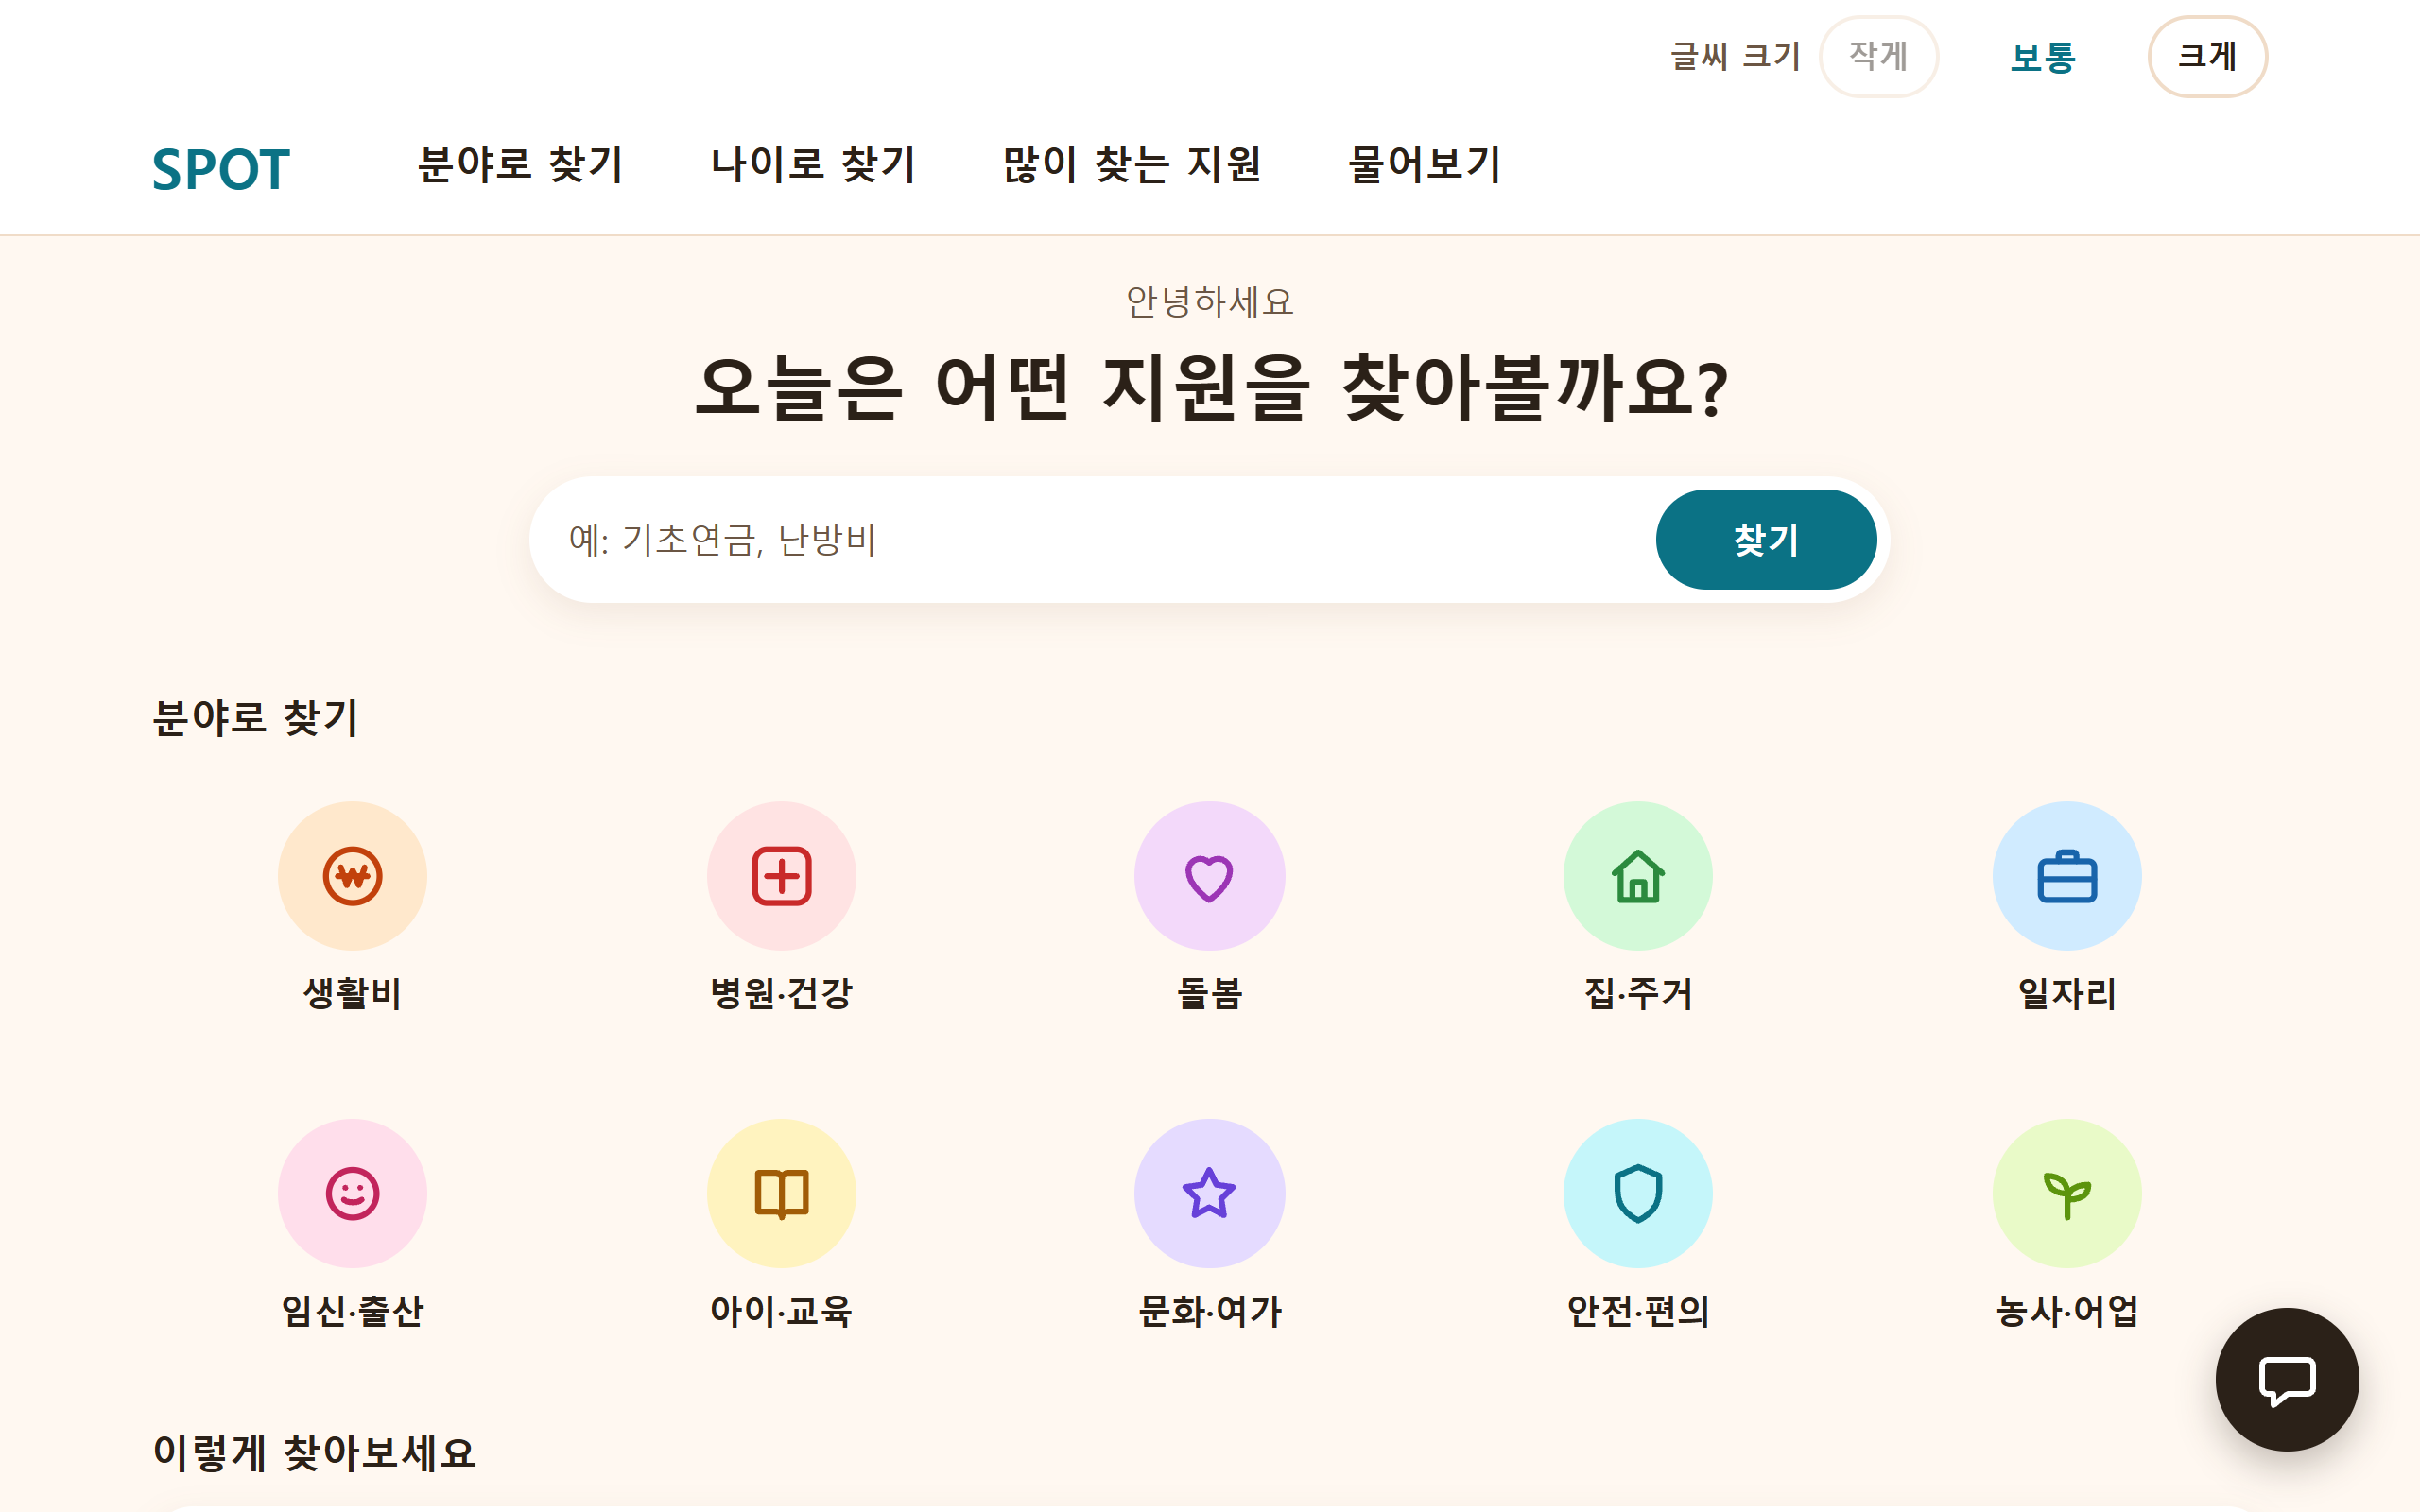 글씨 크기 작게 보통 크게
SPOT 분야로 찾기 나이로 찾기 많이 찾는 지원 물어보기
안녕하세요
오늘은 어떤 지원을 찾아볼까요?
예: 기초연금, 난방비 찾기
분야로 찾기
생활비 병원·건강 돌봄 집·주거 일자리
임신·출산 아이·교육 문화·여가 안전·편의 농사·어업
이렇게 찾아보세요